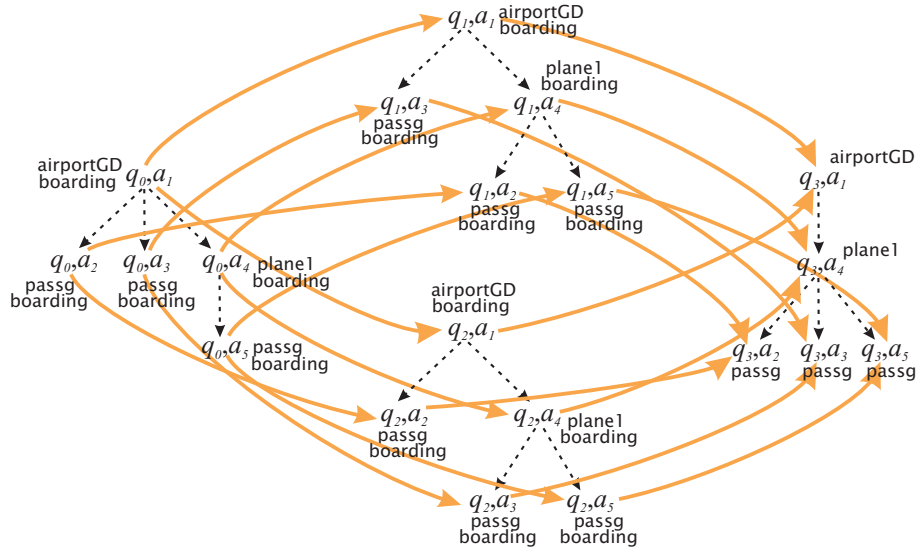 airportGD
q1,a1 boarding
plane1
q1,a3 q1,a4 boarding
passg
boarding
airportGD
boarding q0,a1
q1,a2 q1,a5
passg passg
boarding boarding
airportGD
q3,a1
q0,a2 q0,a3 q0,a4 plane1
boarding
passg passg
boarding boarding
plane1
q3,a4
airportGD
boarding
q2,a1
q0,a5 passg
boarding
q3,a2 q3,a3 q3,a5
passg passg passg
q2,a2 q2,a4 plane1
boarding
passg
boarding
q2,a3 q2,a5
passg passg
boarding boarding